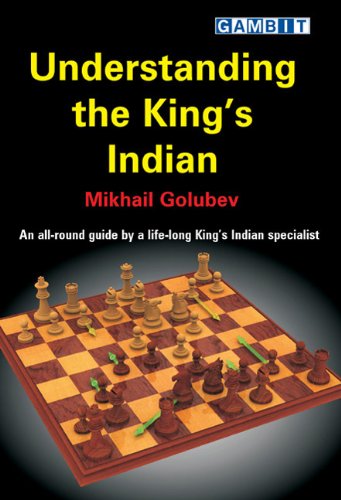 GAMBIT
Understanding
the King's
Indian
Mikhail Golubev
An all-round guide by a life-long King's Indian specialist